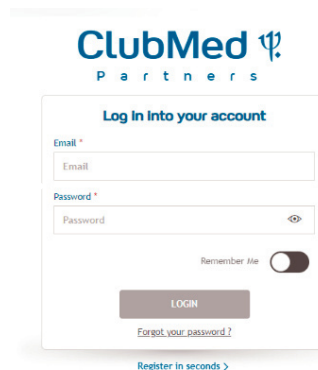 ClubMed
Partners
Log in into your account
Email *
Email
Password *
Password
Remember Me
LOGIN
Forgot your password ?
Register in seconds >